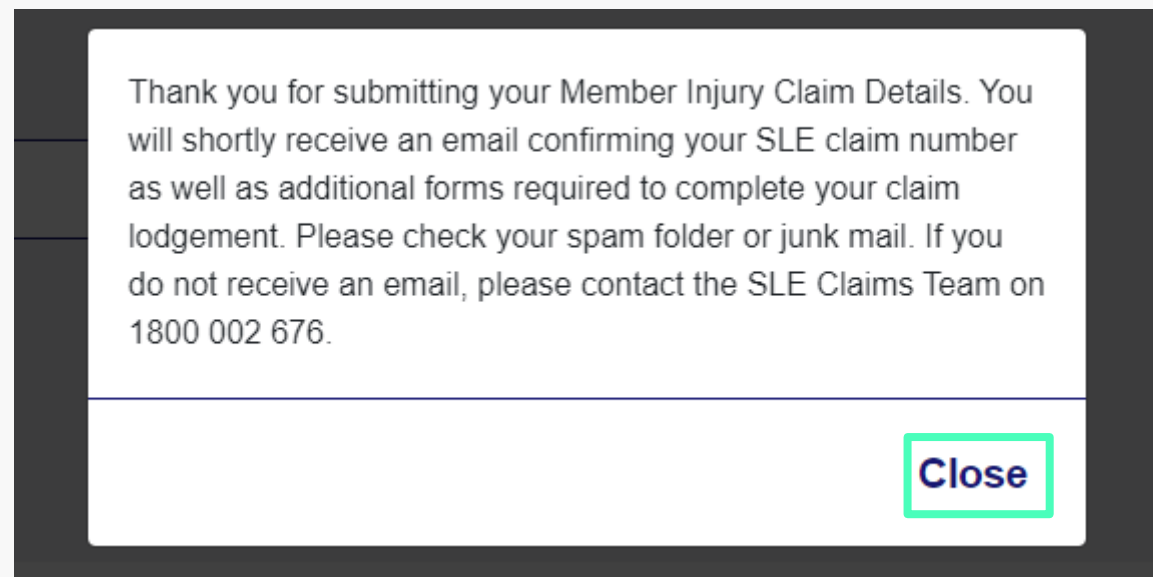 Thank you for submitting your Member Injury Claim Details. You
will shortly receive an email confirming your SLE claim number
as well as additional forms required to complete your claim
lodgement. Please check your spam folder or junk mail. If you
do not receive an email, please contact the SLE Claims Team on
1800 002 676.
Close